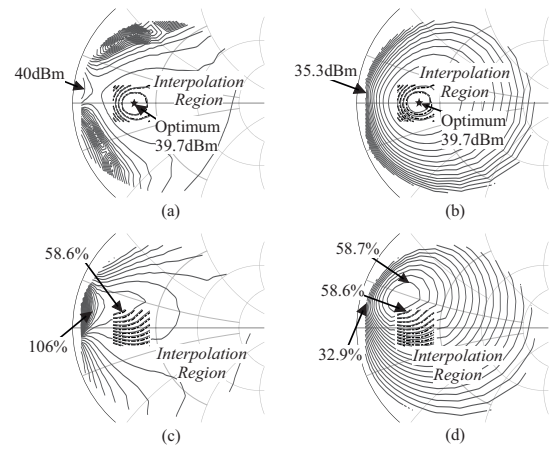 40dBm
Interpolation
Region
Optimum
39.7dBm
(a)
35.3dBm
Interpolation
Region
Optimum
39.7dBm
(b)
58.6%
106%
Interpolation
Region
(c)
58.7%
58.6%
32.9%
Interpolation
Region
(d)